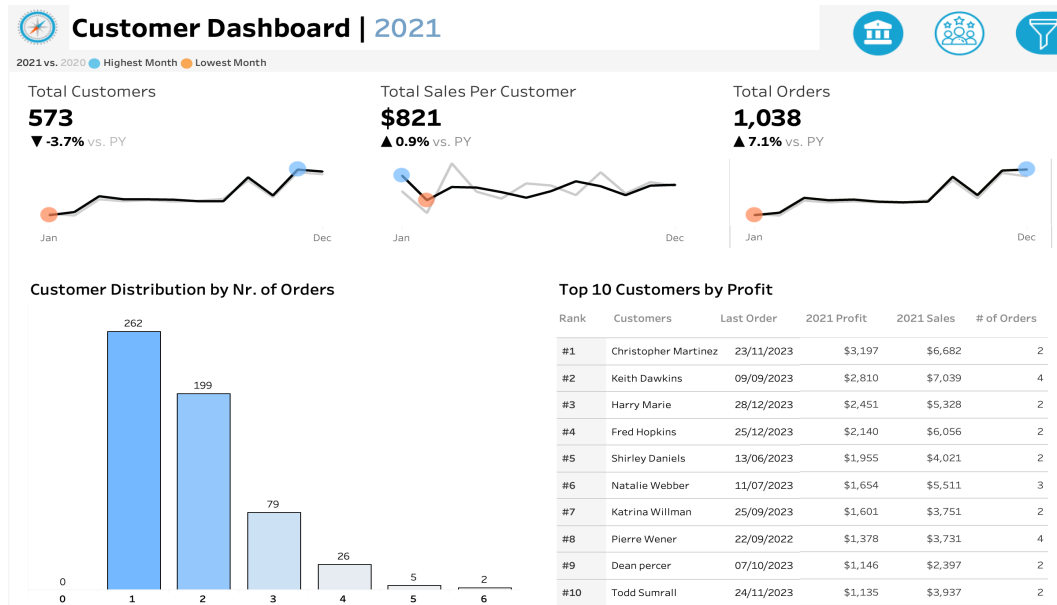 Customer Dashboard | 2021
2021 vs. 2020 Highest Month Lowest Month
Total Customers
573
▼ -3.7% vs. PY
Jan Dec
Total Sales Per Customer
$821
▲ 0.9% vs. PY
Jan Dec
Total Orders
1,038
▲ 7.1% vs. PY
Jan Dec
Customer Distribution by Nr. of Orders
0 262 199 79 26 5 2
0 1 2 3 4 5 6
Top 10 Customers by Profit
Rank Customers Last Order 2021 Profit 2021 Sales # of Orders
#1 Christopher Martinez 23/11/2023 $3,197 $6,682 2
#2 Keith Dawkins 09/09/2023 $2,810 $7,039 4
#3 Harry Marie 28/12/2023 $2,451 $5,328 2
#4 Fred Hopkins 25/12/2023 $2,140 $6,056 2
#5 Shirley Daniels 13/06/2023 $1,955 $4,021 2
#6 Natalie Webber 11/07/2023 $1,654 $5,511 3
#7 Katrina Willman 25/09/2023 $1,601 $3,751 2
#8 Pierre Wener 22/09/2022 $1,378 $3,731 4
#9 Dean percer 07/10/2023 $1,146 $2,397 2
#10 Todd Sumrall 24/11/2023 $1,135 $3,937 2